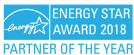 energy
ENERGY STAR
AWARD 2018
PARTNER OF THE YEAR